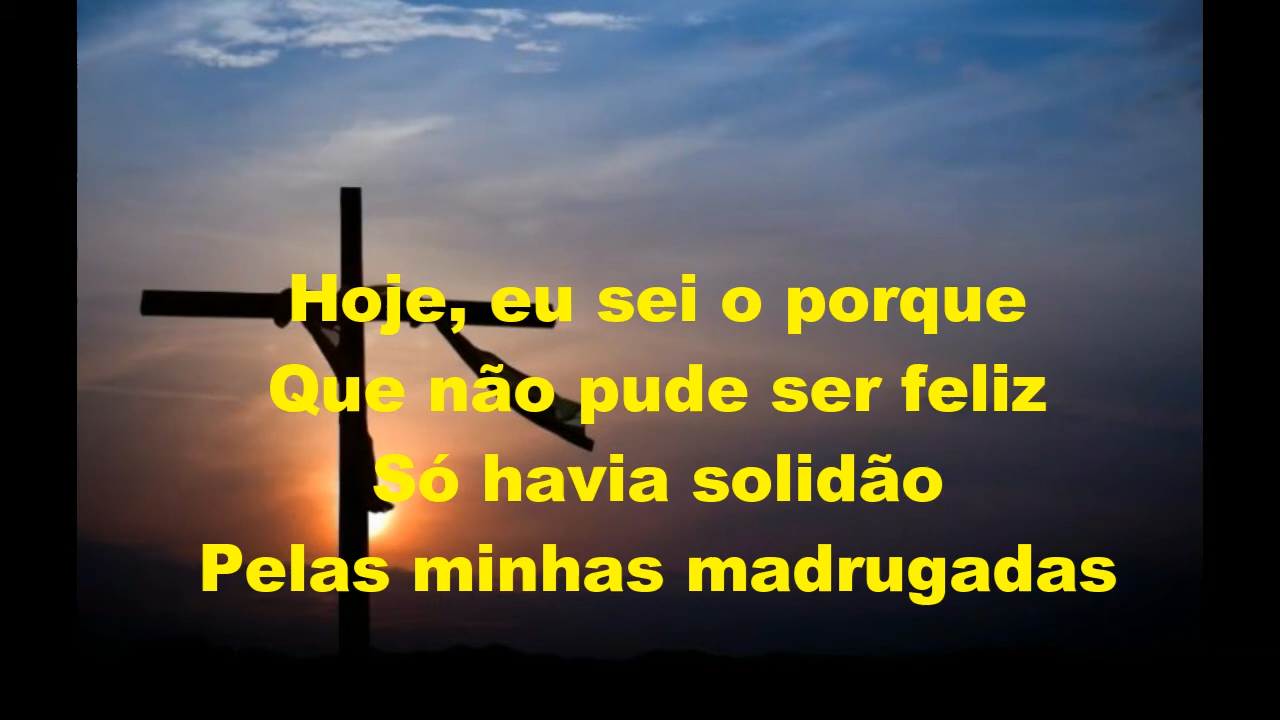 Hoje, eu sei o porque
Que não pude ser feliz
Só havia solidão
Pelas minhas madrugadas